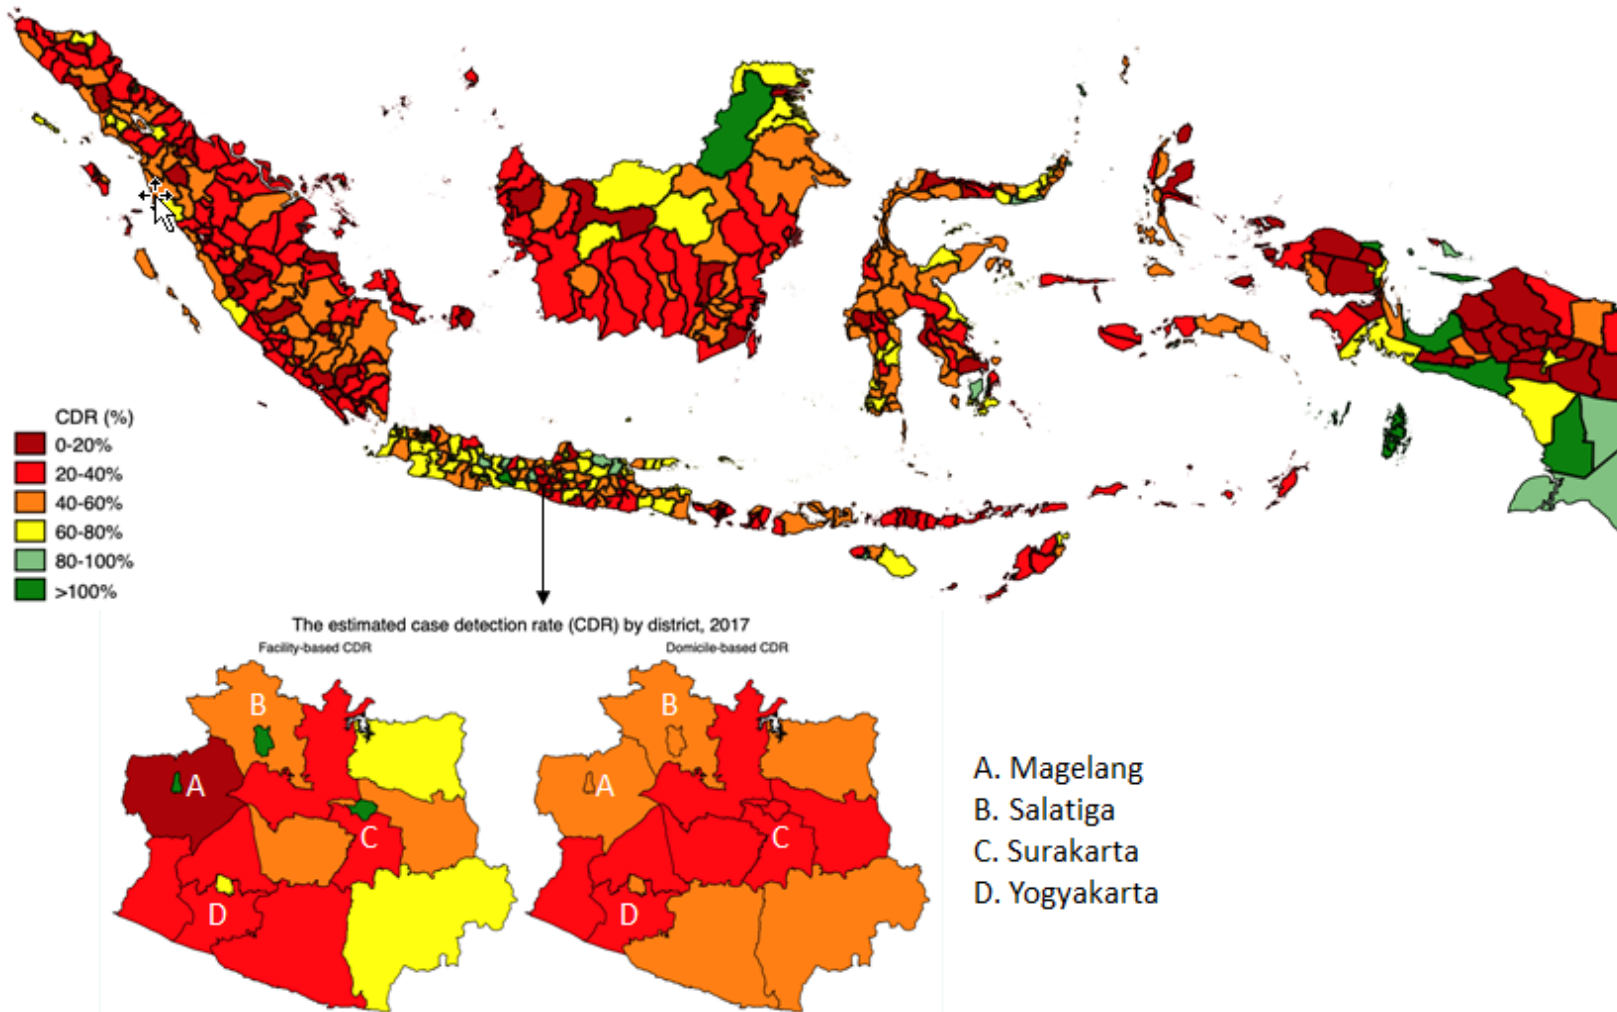 CDR (%)
0-20%
20-40%
40-60%
60-80%
80-100%
>100%
The estimated case detection rate (CDR) by district, 2017
Facility-based CDR
Domicile-based CDR
B
A
C
D
B
A
C
D
A. Magelang
B. Salatiga
C. Surakarta
D. Yogyakarta